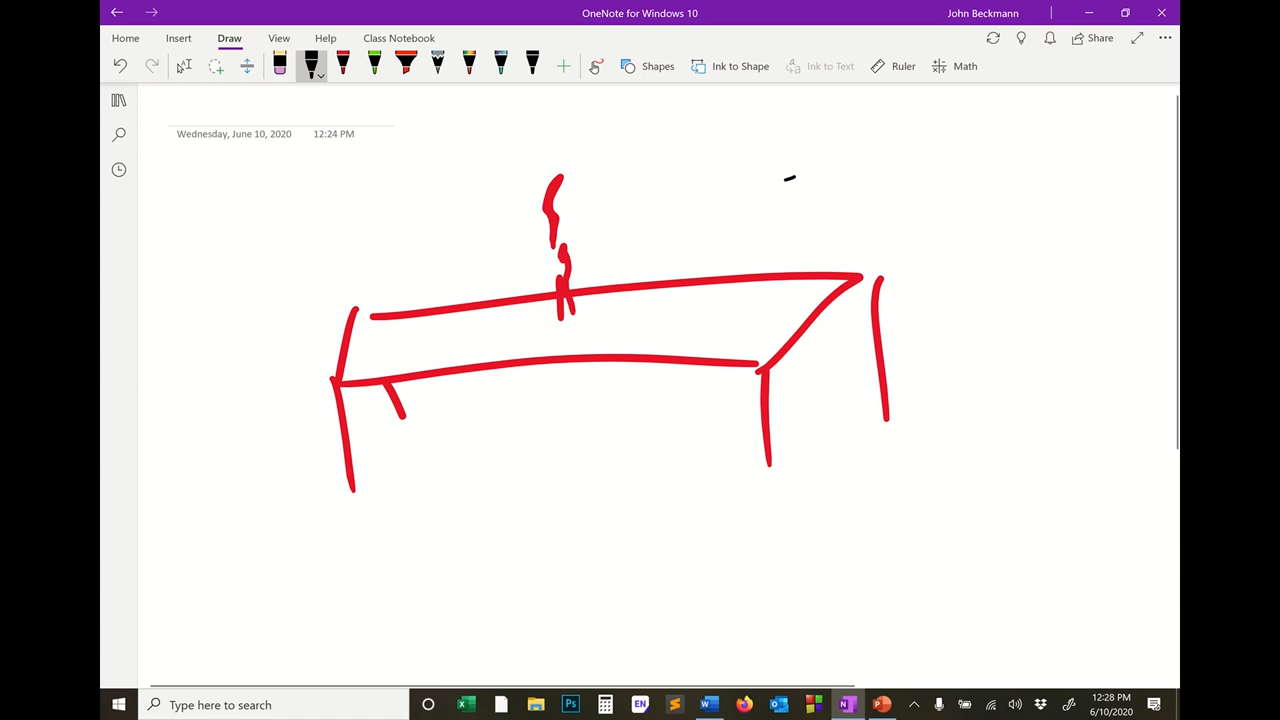 OneNote for Windows 10
John Beckmann
Home Insert Draw View Help Class Notebook
Share
Shapes Ink to Shape Ink to Text Ruler Math
Wednesday, June 10, 2020 12:24 PM
Type here to search
EN
12:28 PM
6/10/2020